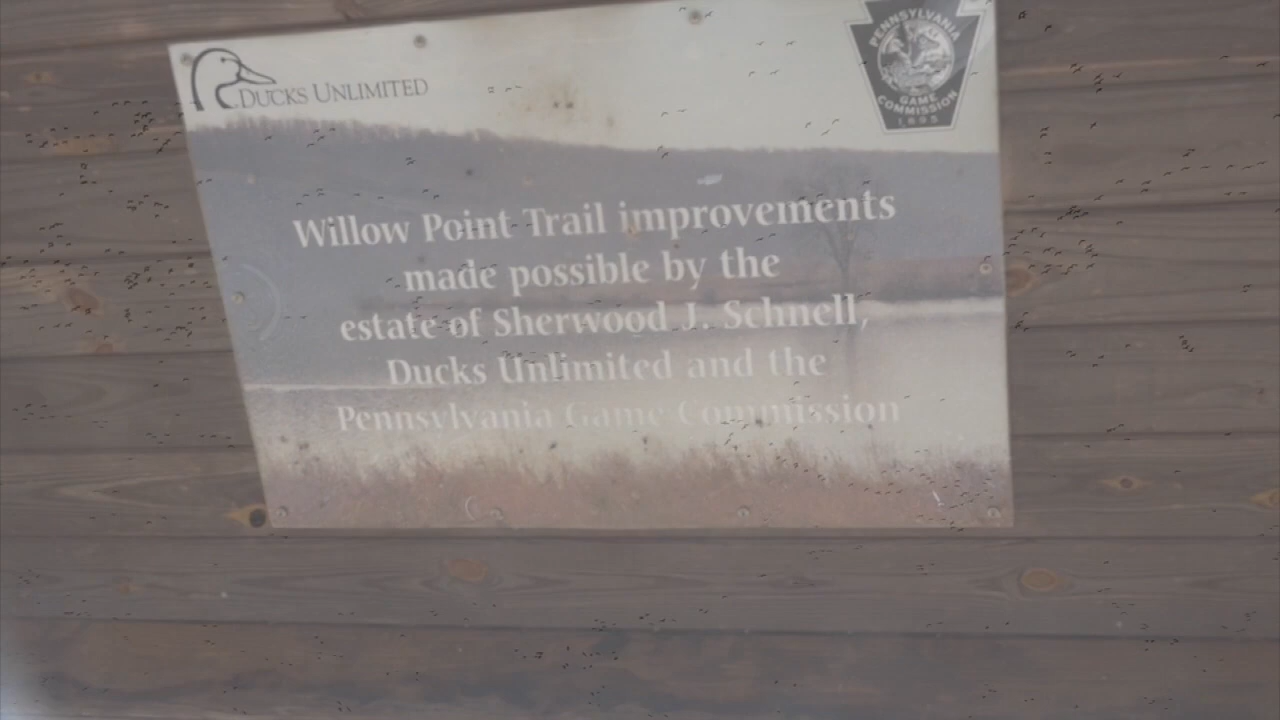 DUCKS UNLIMITED
PENNSYLVANIA
GAME
COMMISSION
1895
Willow Point Trail improvements
made possible by the
estate of Sherwood J. Schnell,
Ducks Unlimited and the
Pennsylvania Game Commission